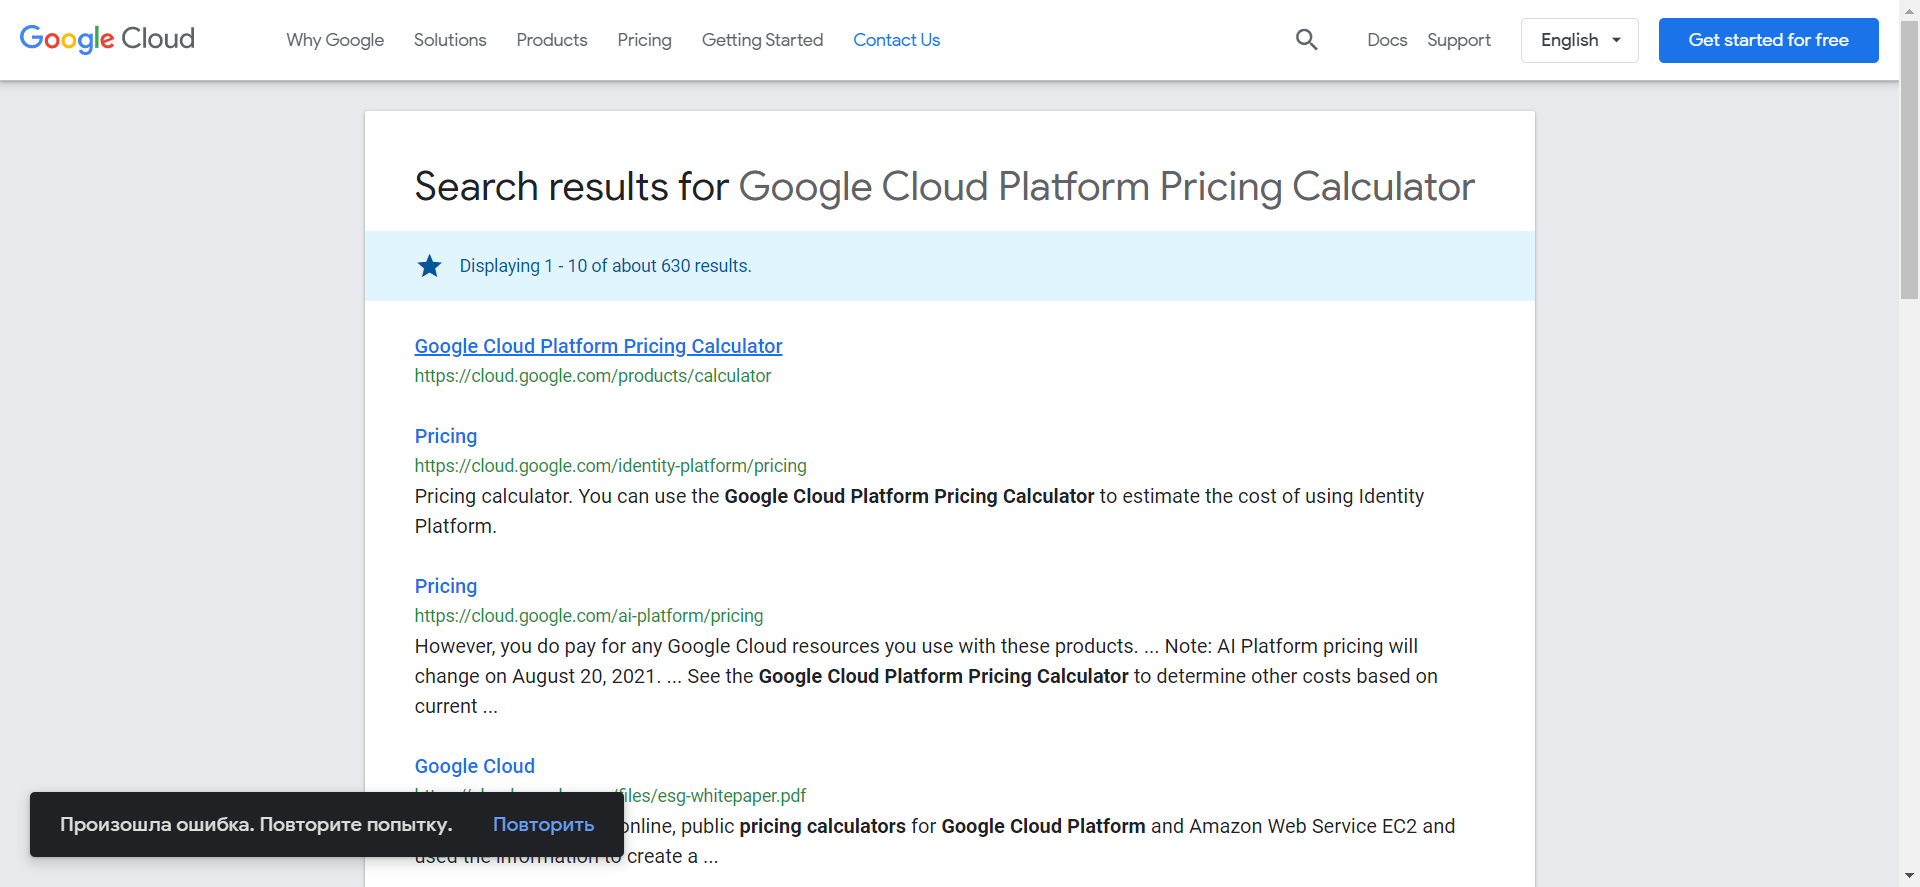 Google Cloud
Why Google
Solutions
Products
Pricing
Getting Started
Contact Us
Docs
Support
English
Get started for free
Search results for Google Cloud Platform Pricing Calculator
Displaying 1 - 10 of about 630 results.
Google Cloud Platform Pricing Calculator
https://cloud.google.com/products/calculator
Pricing
https://cloud.google.com/identity-platform/pricing
Pricing calculator. You can use the Google Cloud Platform Pricing Calculator to estimate the cost of using Identity
Platform.
Pricing
https://cloud.google.com/ai-platform/pricing
However, you do pay for any Google Cloud resources you use with these products. ... Note: AI Platform pricing will
change on August 20, 2021. ... See the Google Cloud Platform Pricing Calculator to determine other costs based on
current ...
Google Cloud
/files/esg-whitepaper.pdf
online, public pricing calculators for Google Cloud Platform and Amazon Web Service EC2 and
used the information to create a ...
Произошла ошибка. Повторите попытку.
Повторить